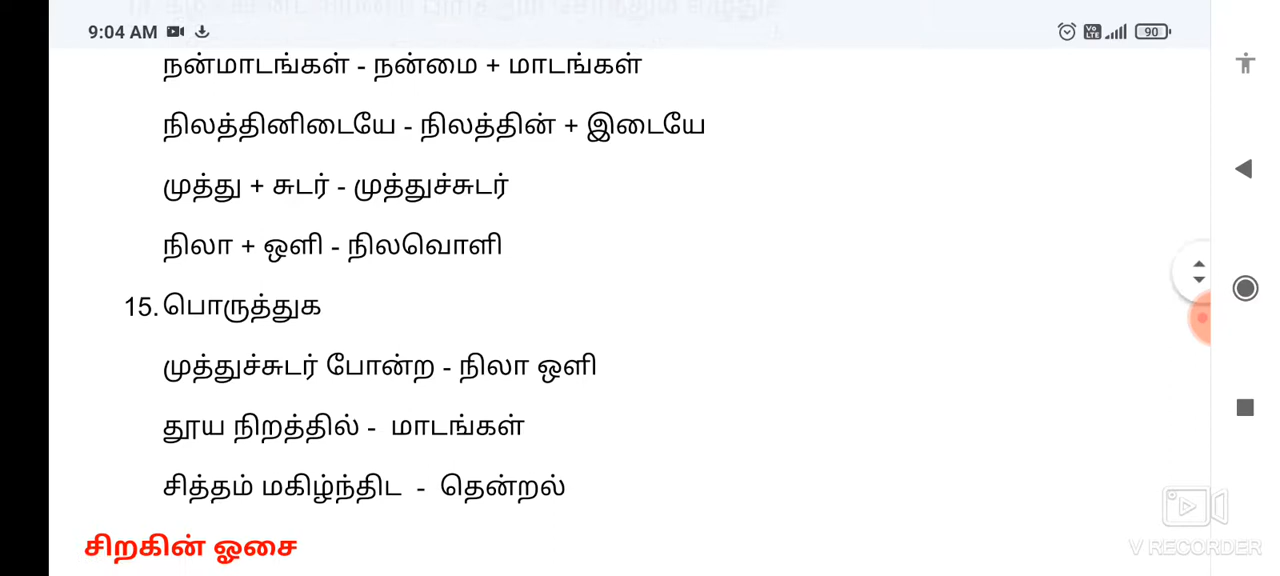 9:04 AM
90
நன்மாடங்கள் - நன்மை + மாடங்கள்
நிலத்தினிடையே - நிலத்தின் + இடையே
முத்து + சுடர் - முத்துச்சுடர்
நிலா + ஒளி - நிலவொளி
15. பொருத்துக
முத்துச்சுடர் போன்ற - நிலா ஒளி
தூய நிறத்தில் - மாடங்கள்
சித்தம் மகிழ்ந்திட - தென்றல்
சிறகின் ஓசை
V RECORDER